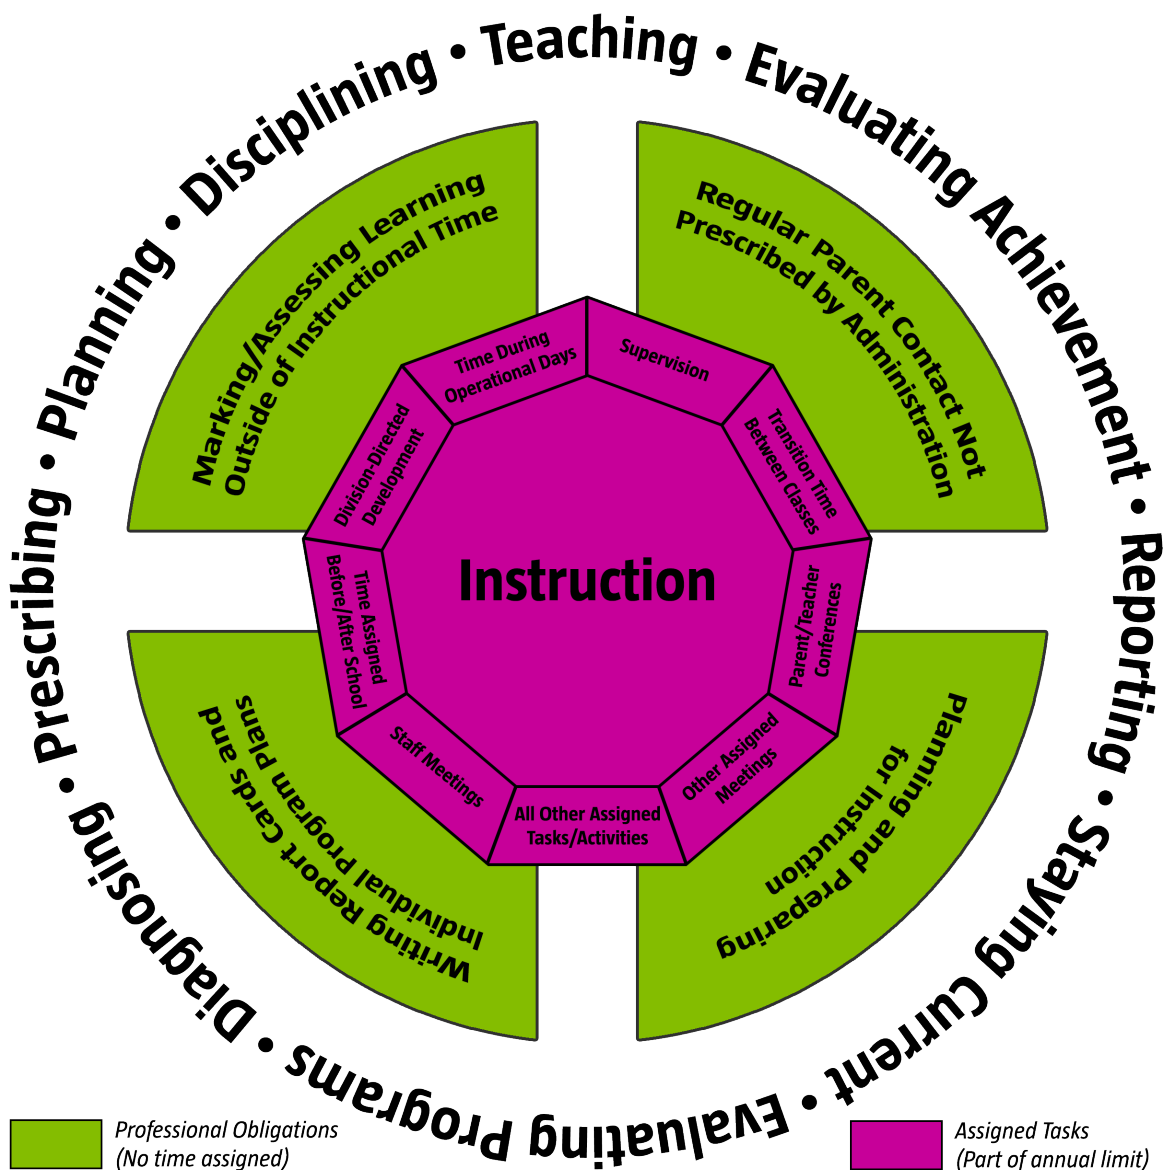 Teaching • Evaluating Achievement • Reporting • Staying Current • Evaluating Programs • Diagnosing • Prescribing • Planning • Disciplining •
Marking/Assessing Learning
Outside of Instructional Time
Regular Parent Contact Not
Prescribed by Administration
Planning and Preparing
for Instruction
Writing Report Cards and
Individual Program Plans
Time During
Operational Days
Supervision
Transition Time
Between Classes
Parent/Teacher
Conferences
Other Assigned
Meetings
All Other Assigned
Tasks/Activities
Staff Meetings
Time Assigned
Before/After School
Division-Directed
Development
Instruction
Professional Obligations
(No time assigned)
Assigned Tasks
(Part of annual limit)